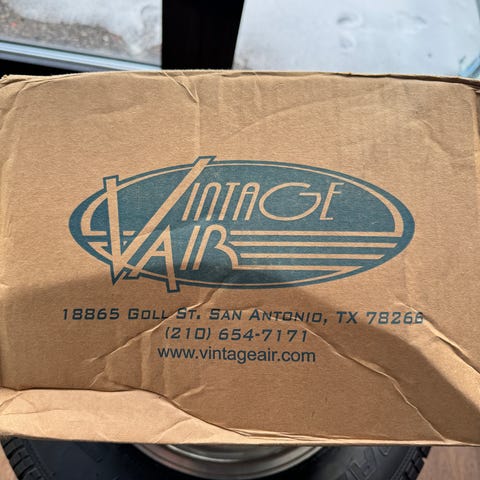 VINTAGE
AIR
18865 GOLL ST. SAN ANTONIO, TX 78266
(210) 654-7171
www.vintageair.com